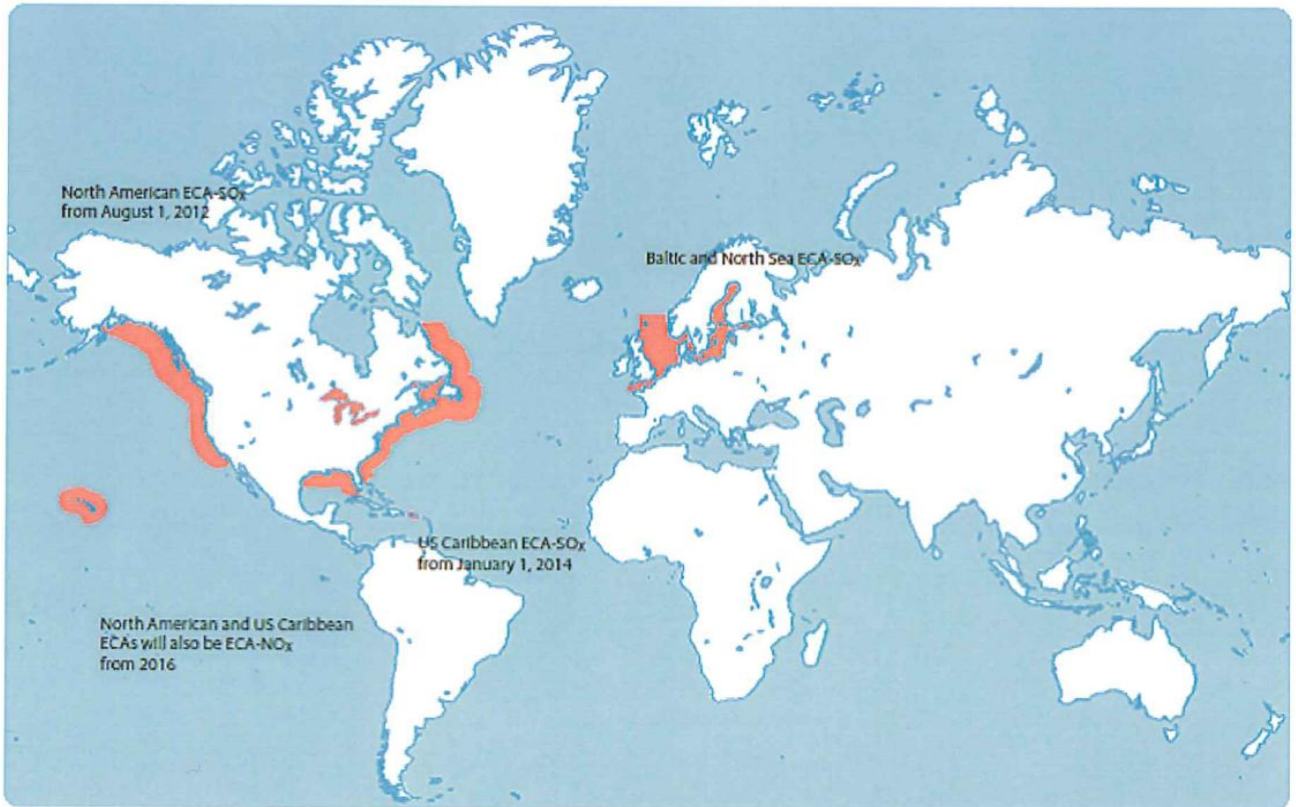 North American ECA-SOx
from August 1, 2012
Baltic and North Sea ECA-SOx
US Caribbean ECA-SOx
from January 1, 2014
North American and US Caribbean
ECAs will also be ECA-NOx
from 2016